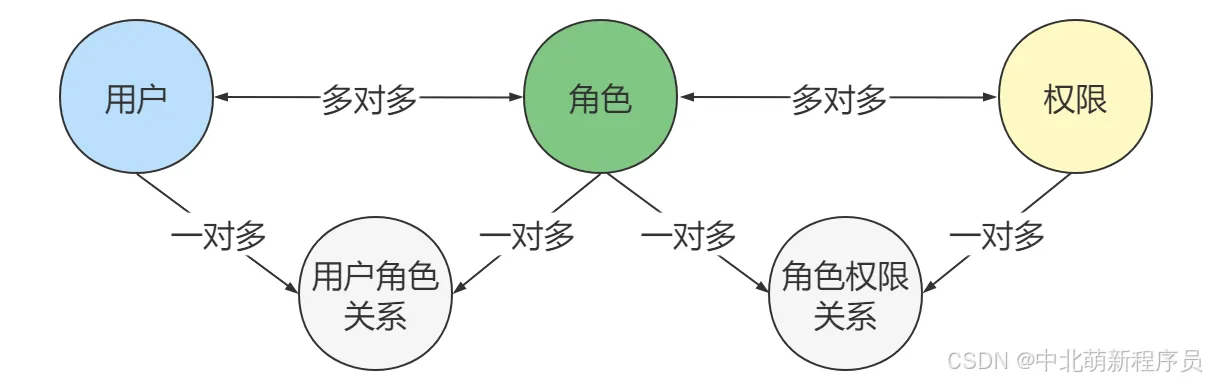 用户
多对多
角色
多对多
权限
一对多
一对多
一对多
一对多
用户角色
关系
角色权限
关系
CSDN @中北萌新程序员